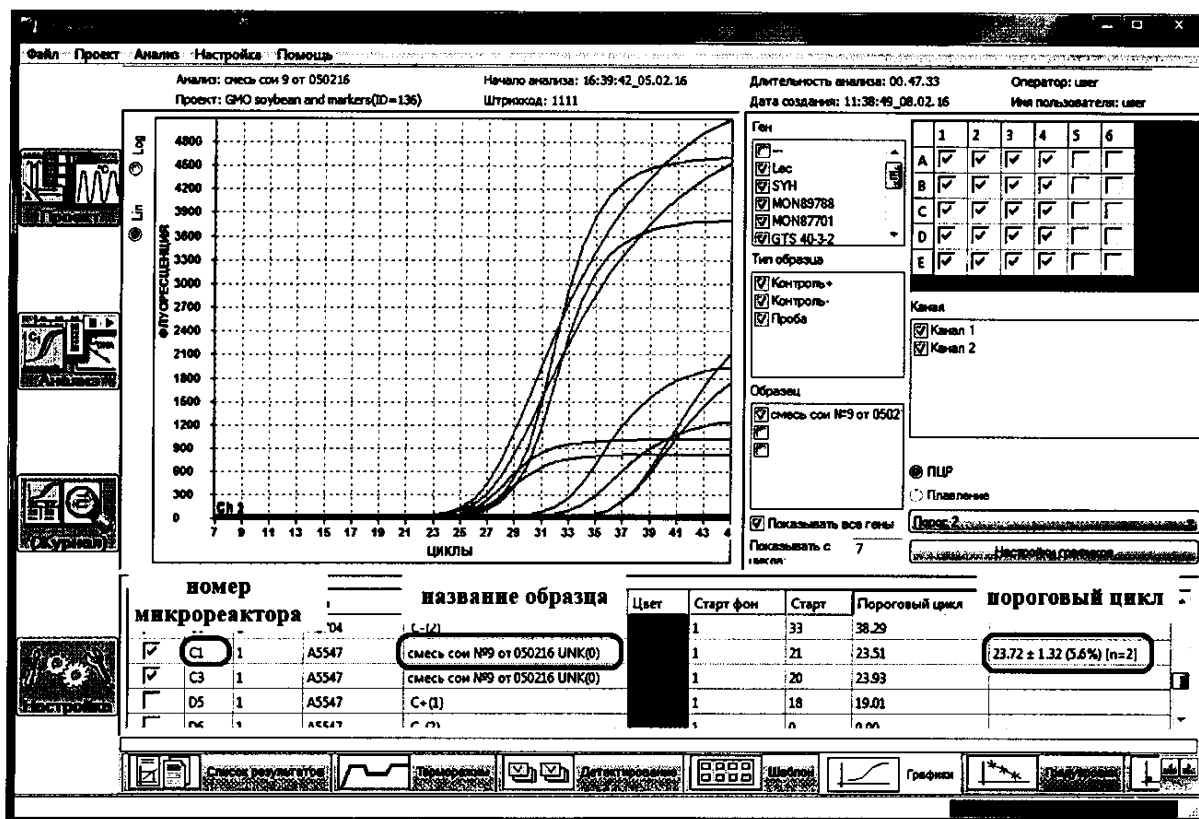 Файл Проект Анализ Настройка Помощь
Анализ: смесь сои 9 от 050216
Начало анализа: 16:39:42_05.02.16
Длительность анализа: 00.47.33
Оператор: user
Проект: GMO soybean and markers(ID=136)
Штрихкод: 1111
Дата создания: 11:38:49_08.02.16
Имя пользователя: user
Проект
Анализ
(Журнал)
Настройка
Log
Lin
ФЛУОРЕСЦЕНЦИЯ
4800
4600
4200
3900
3600
3300
3000
2700
2400
2100
1800
1600
1200
900
600
300
0
Ch 2
7 9 11 13 15 17 19 21 23 25 27 29 31 33 35 37 39 41 43 4
ЦИКЛЫ
Ген
---
Lec
SYH
MON89788
MON87701
GTS 40-3-2
Тип образца
Контроль+
Контроль-
Проба
Образец
смесь сои №9 от 0502
Показывать все гены
Показывать с 7
цикла
1 2 3 4 5 6
A
B
C
D
E
Канал
Канал 1
Канал 2
ПЦР
Плавление
Порог 2
Настройки графиков
номер
микрореактора
название образца
Цвет Старт фон Старт Пороговый цикл
пороговый цикл
C-(2) 1 33 38.29
C1 1 A5547 смесь сои №9 от 050216 UNK(0) 1 21 23.51 23.72 ± 1.32 (5.6%) [n=2]
C3 1 A5547 смесь сои №9 от 050216 UNK(0) 1 20 23.93
D5 1 A5547 C+(1) 1 18 19.01
D6 1 A5547 C-(2) 1 0 0.00
Список результатов Терморежим Детектирование Шаблон Графики Градуировка